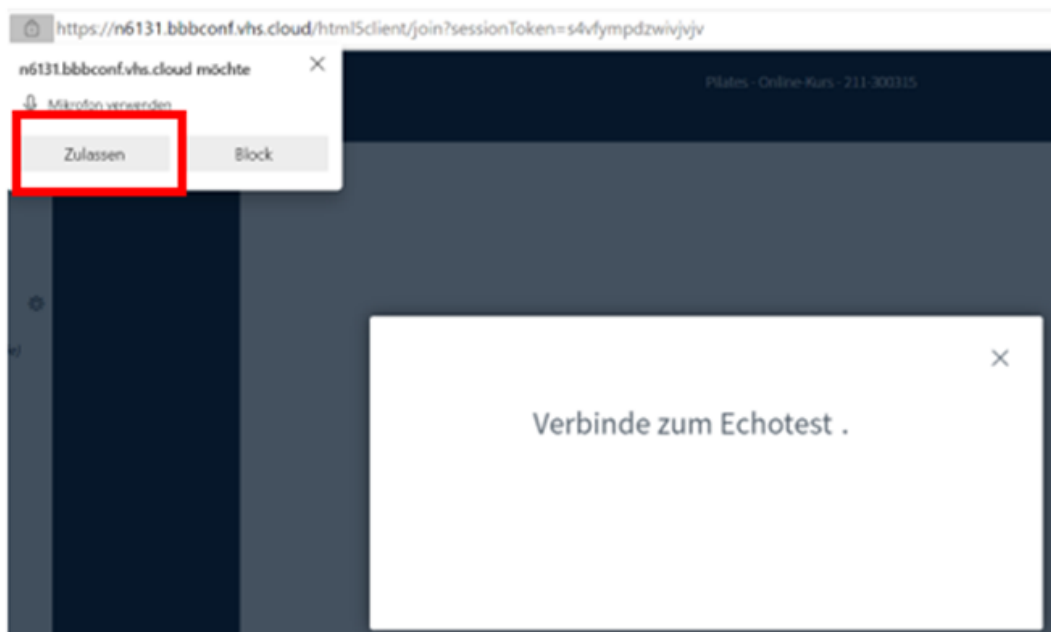 https://n6131.bbbconf.vhs.cloud/html5client/join?sessionToken=s4vfympdzwivjvjv
n6131.bbbconf.vhs.cloud möchte
Mikrofon verwenden
Zulassen Block
Pilates - Online-Kurs - 211-300315
Verbinde zum Echotest .